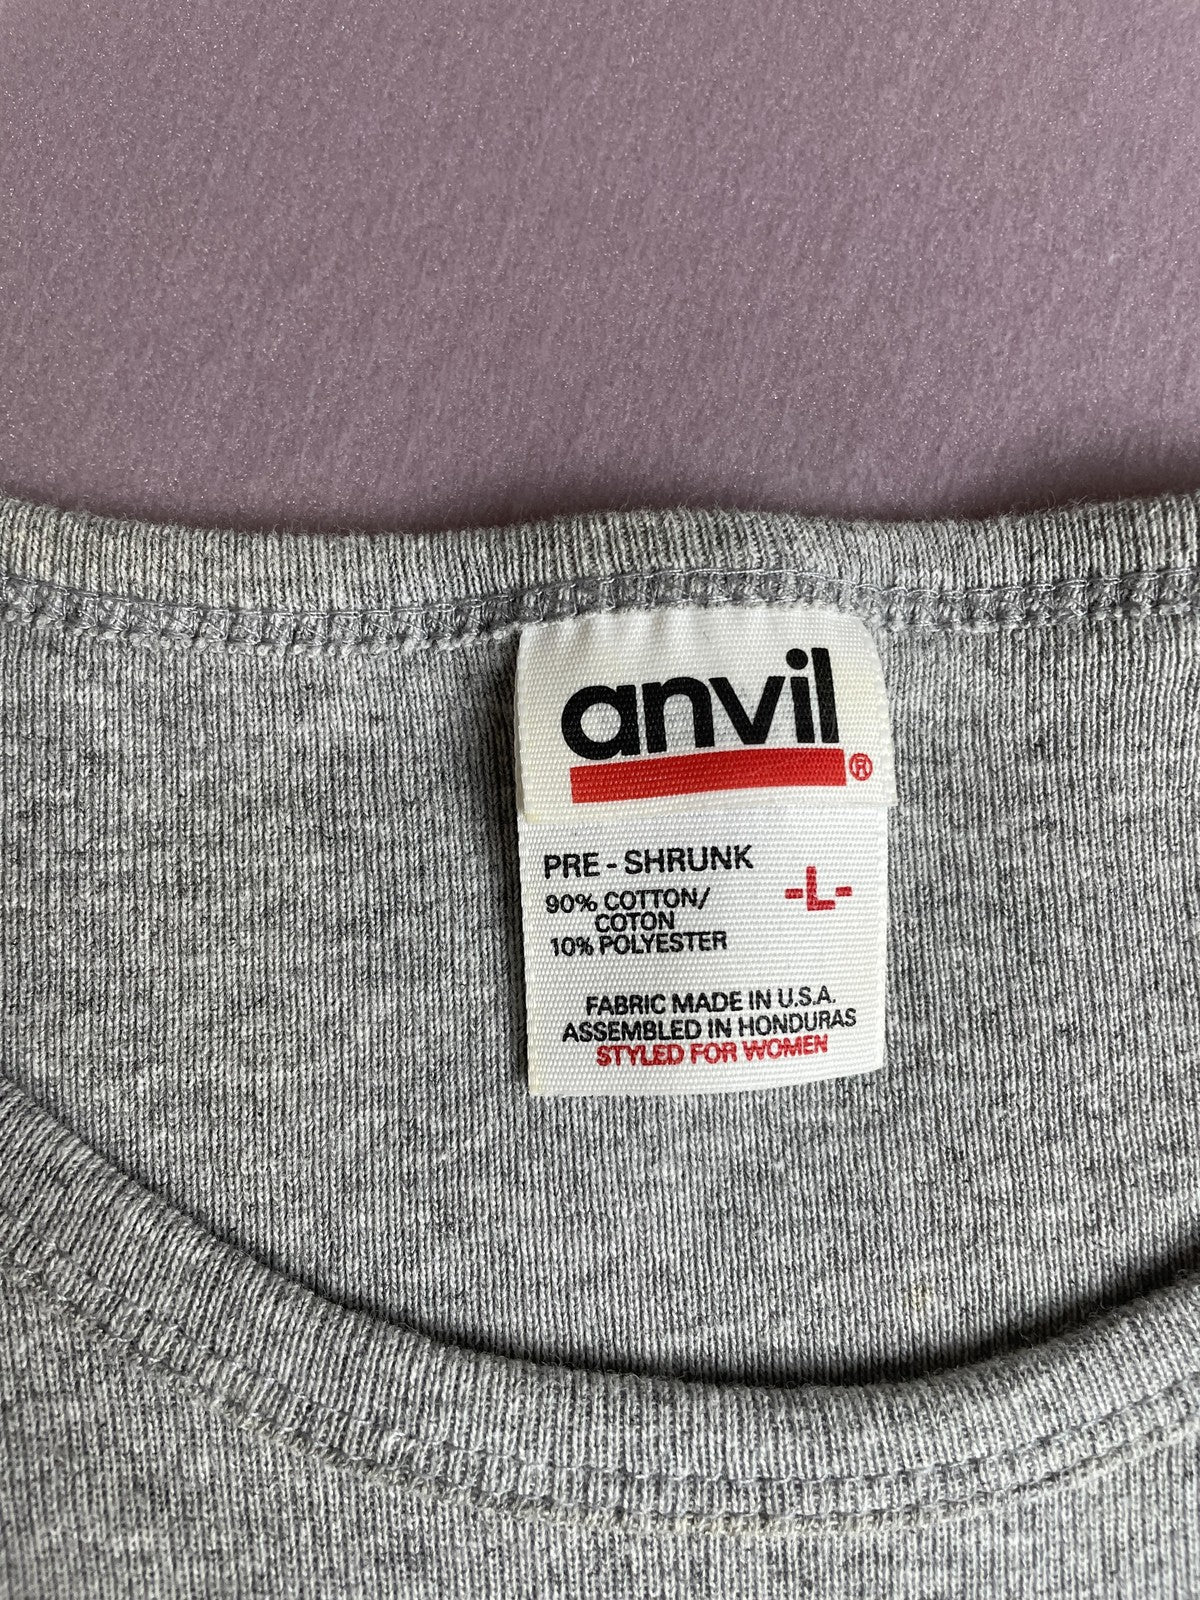 anvil®
PRE - SHRUNK
-L-
90% COTTON/
COTON
10% POLYESTER
FABRIC MADE IN U.S.A.
ASSEMBLED IN HONDURAS
STYLED FOR WOMEN